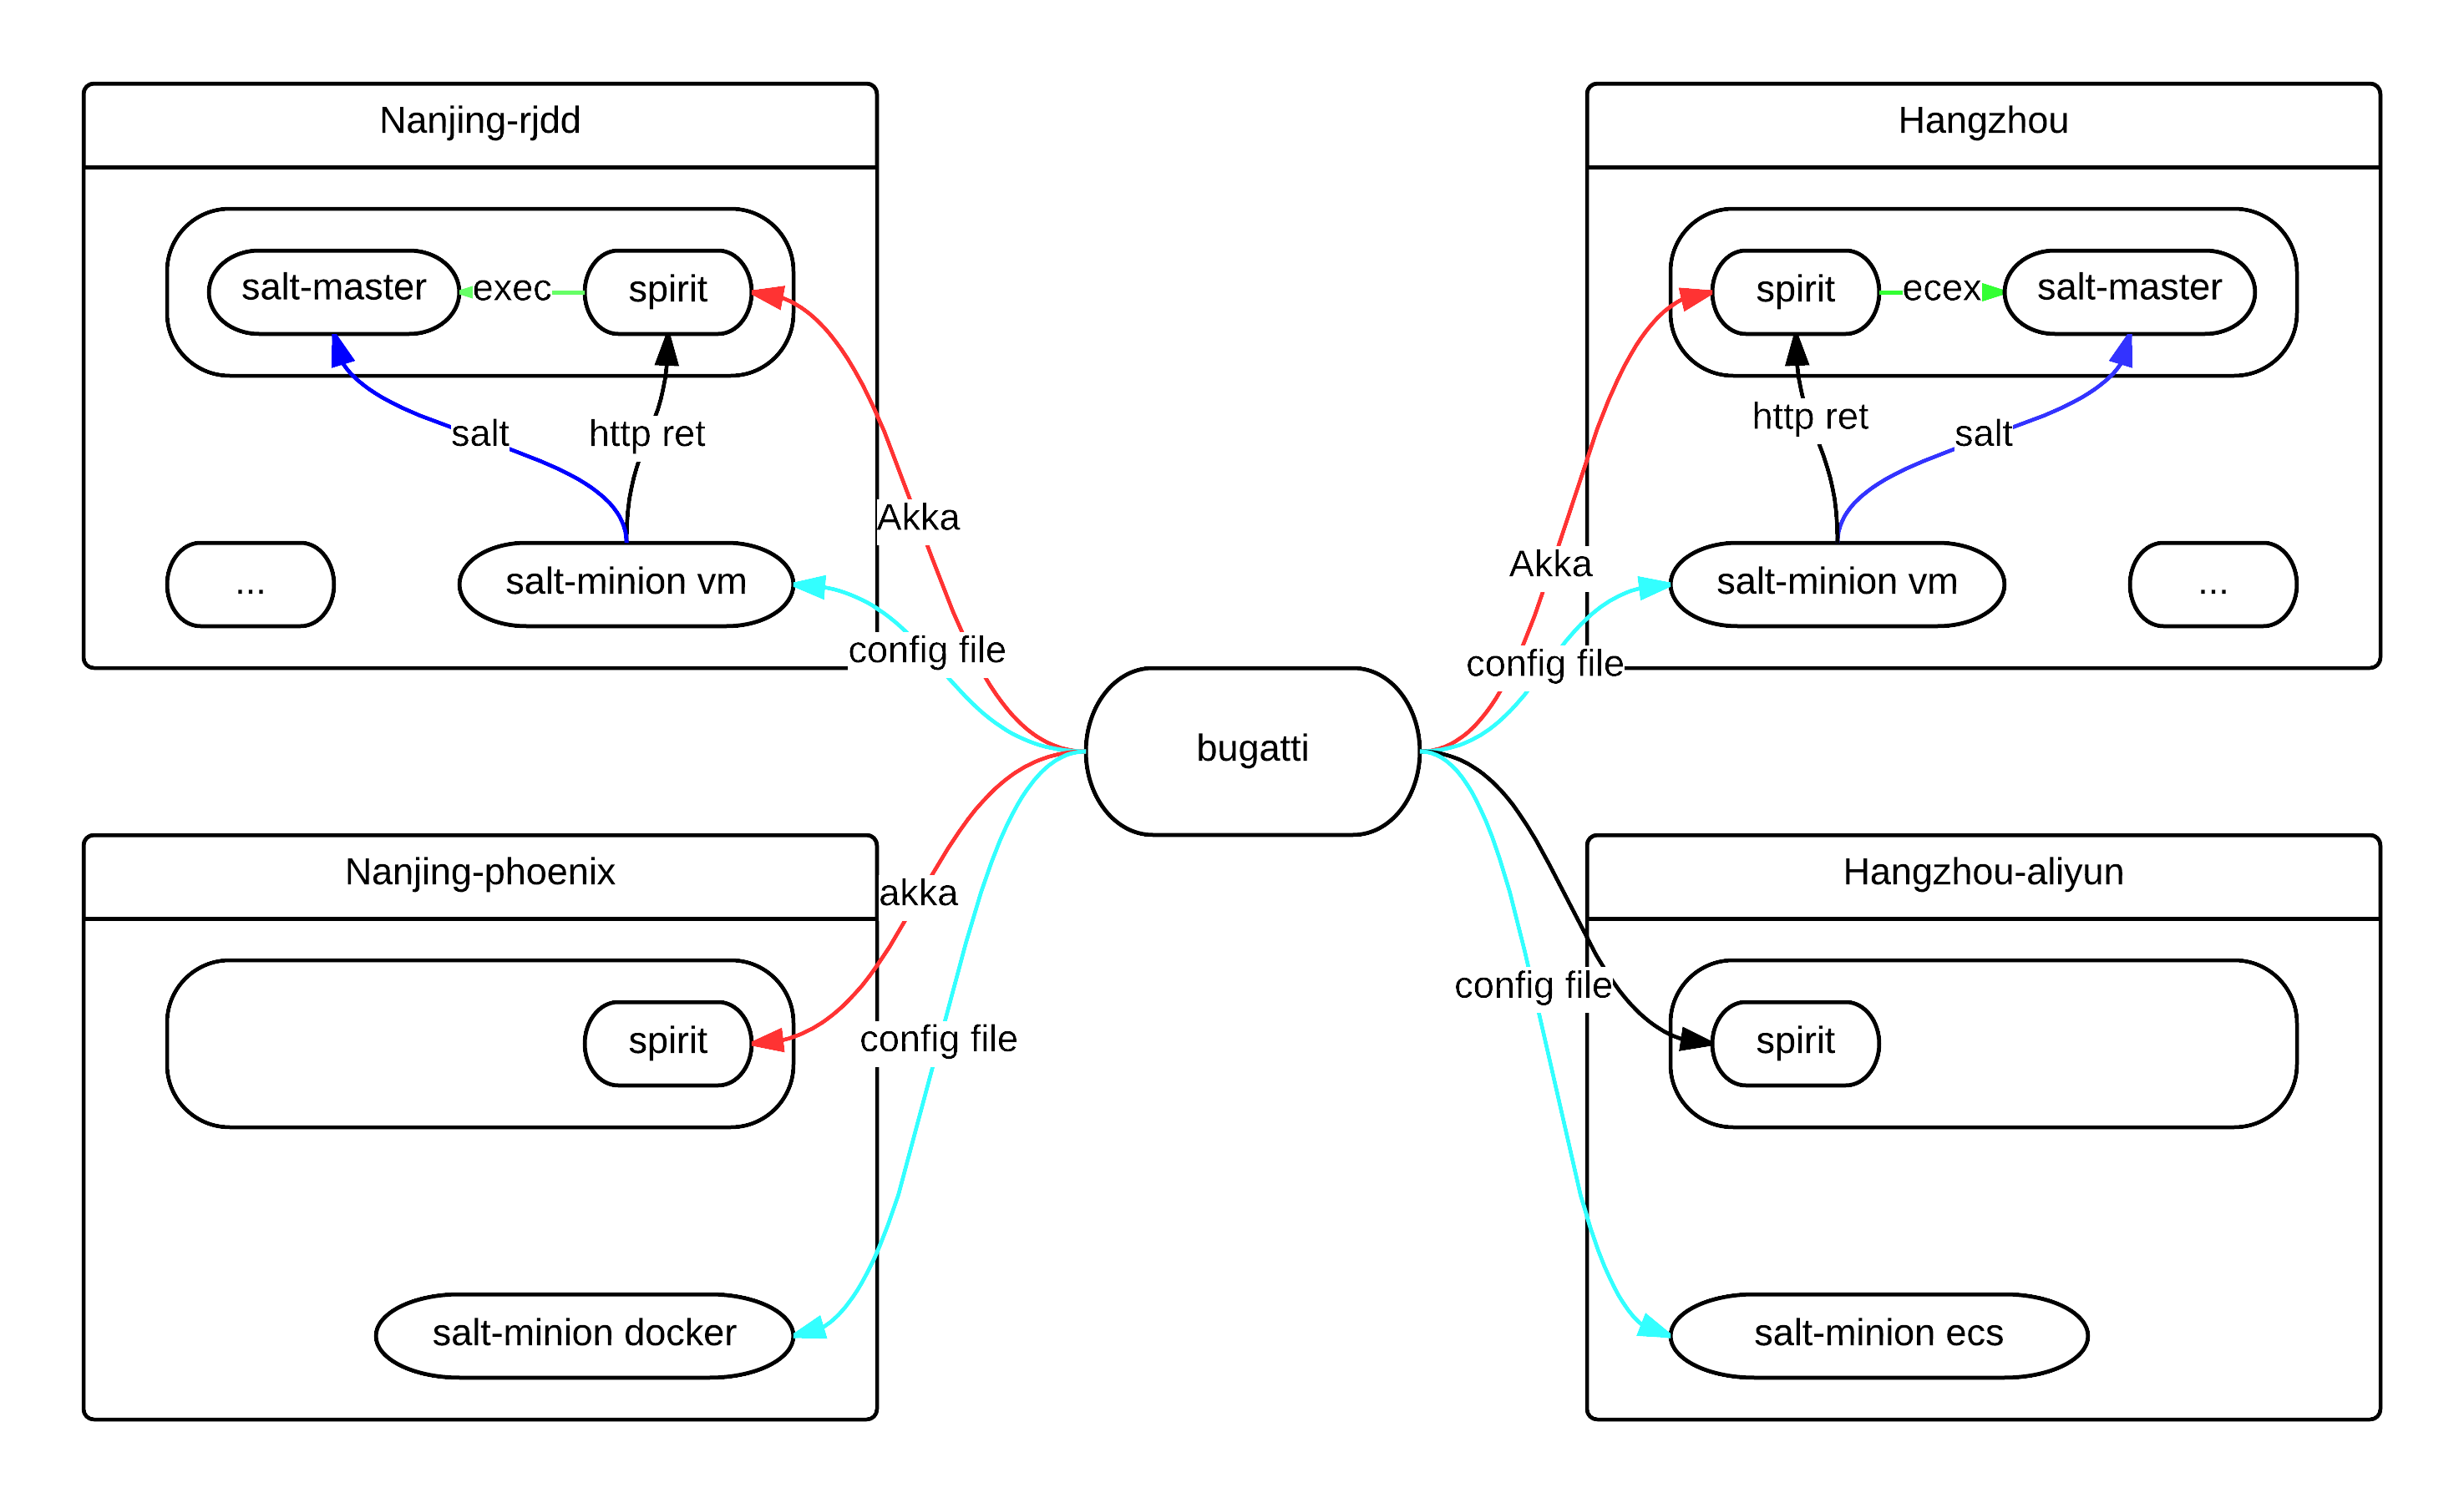 Nanjing-rjdd
Hangzhou
salt-master
exec
spirit
spirit
ecex
salt-master
salt
http ret
http ret
salt
Akka
Akka
...
salt-minion vm
salt-minion vm
...
config file
config file
bugatti
Nanjing-phoenix
Hangzhou-aliyun
akka
config file
spirit
config file
spirit
salt-minion docker
salt-minion ecs